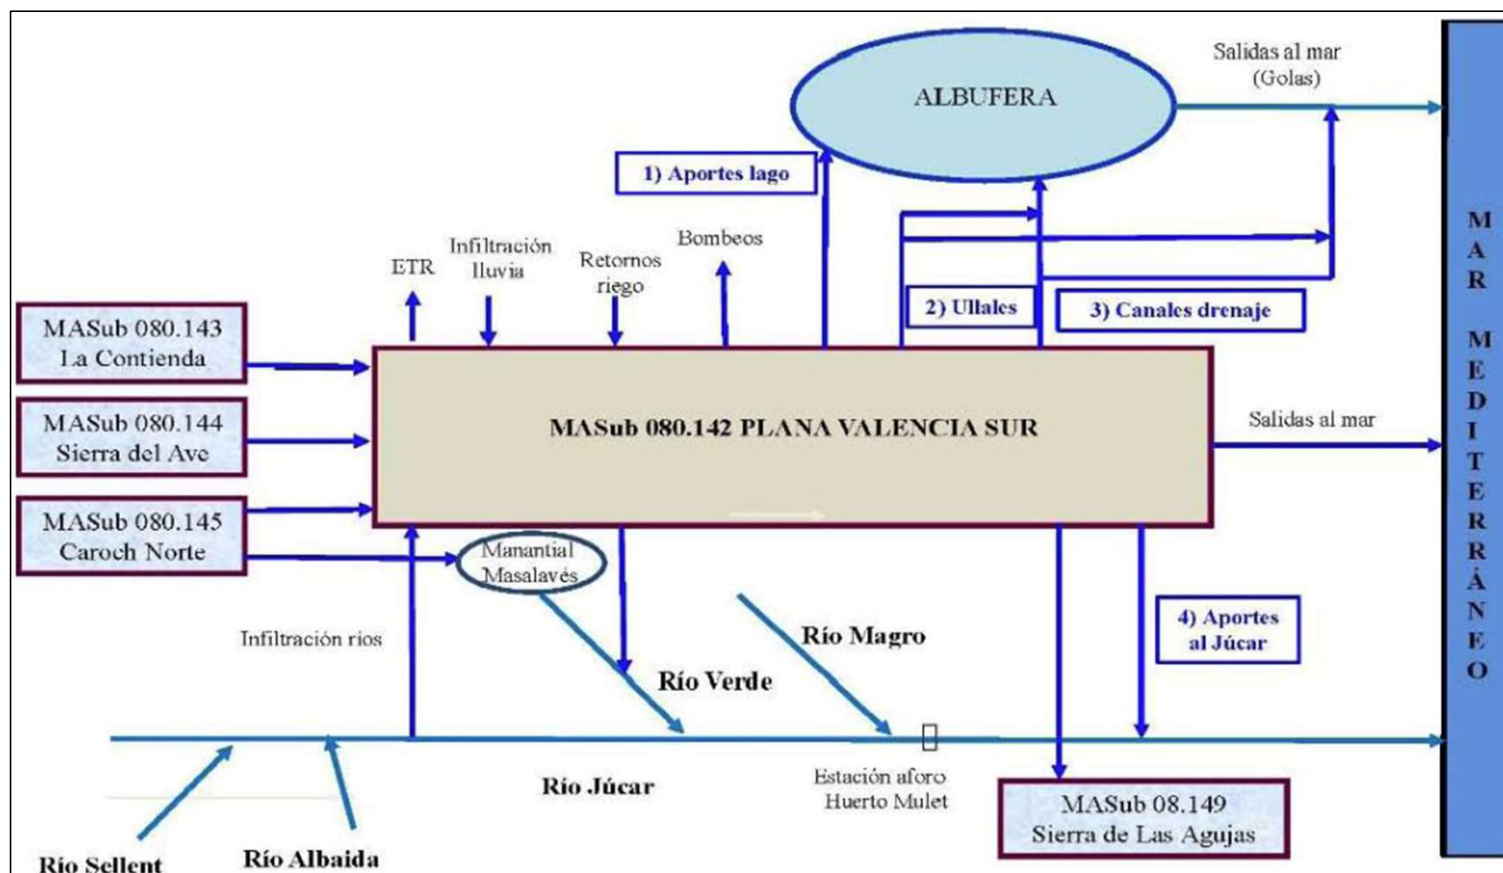 Salidas al mar
(Golas)
ALBUFERA
1) Aportes lago
Bombeos
Infiltración
lluvia
ETR
Retornos
riego
2) Ullales
3) Canales drenaje
MASub 080.143
La Contienda
MASub 080.144
Sierra del Ave
MASub 080.145
Caroch Norte
MASub 080.142 PLANA VALENCIA SUR
Salidas al mar
Manantial
Masalavés
Infiltración ríos
Río Magro
Río Verde
4) Aportes
al Júcar
Río Júcar
Estación aforo
Huerto Mulet
MASub 08.149
Sierra de Las Agujas
Río Sellent
Río Albaida
MAR MEDITERRÁNEO